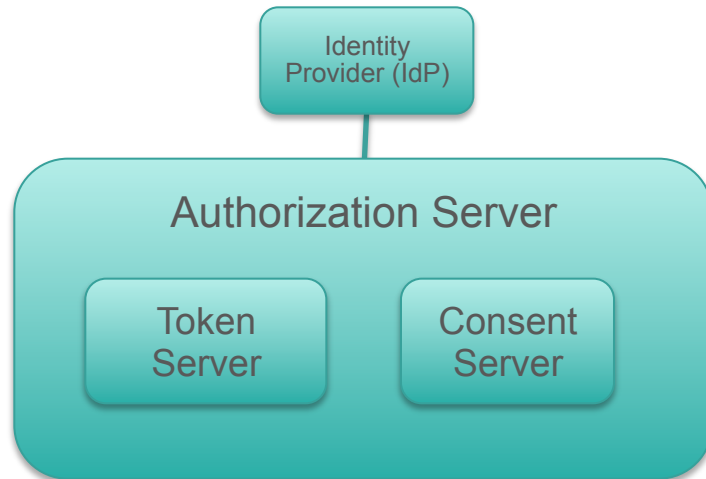 Identity
Provider (IdP)
Authorization Server
Token
Server
Consent
Server